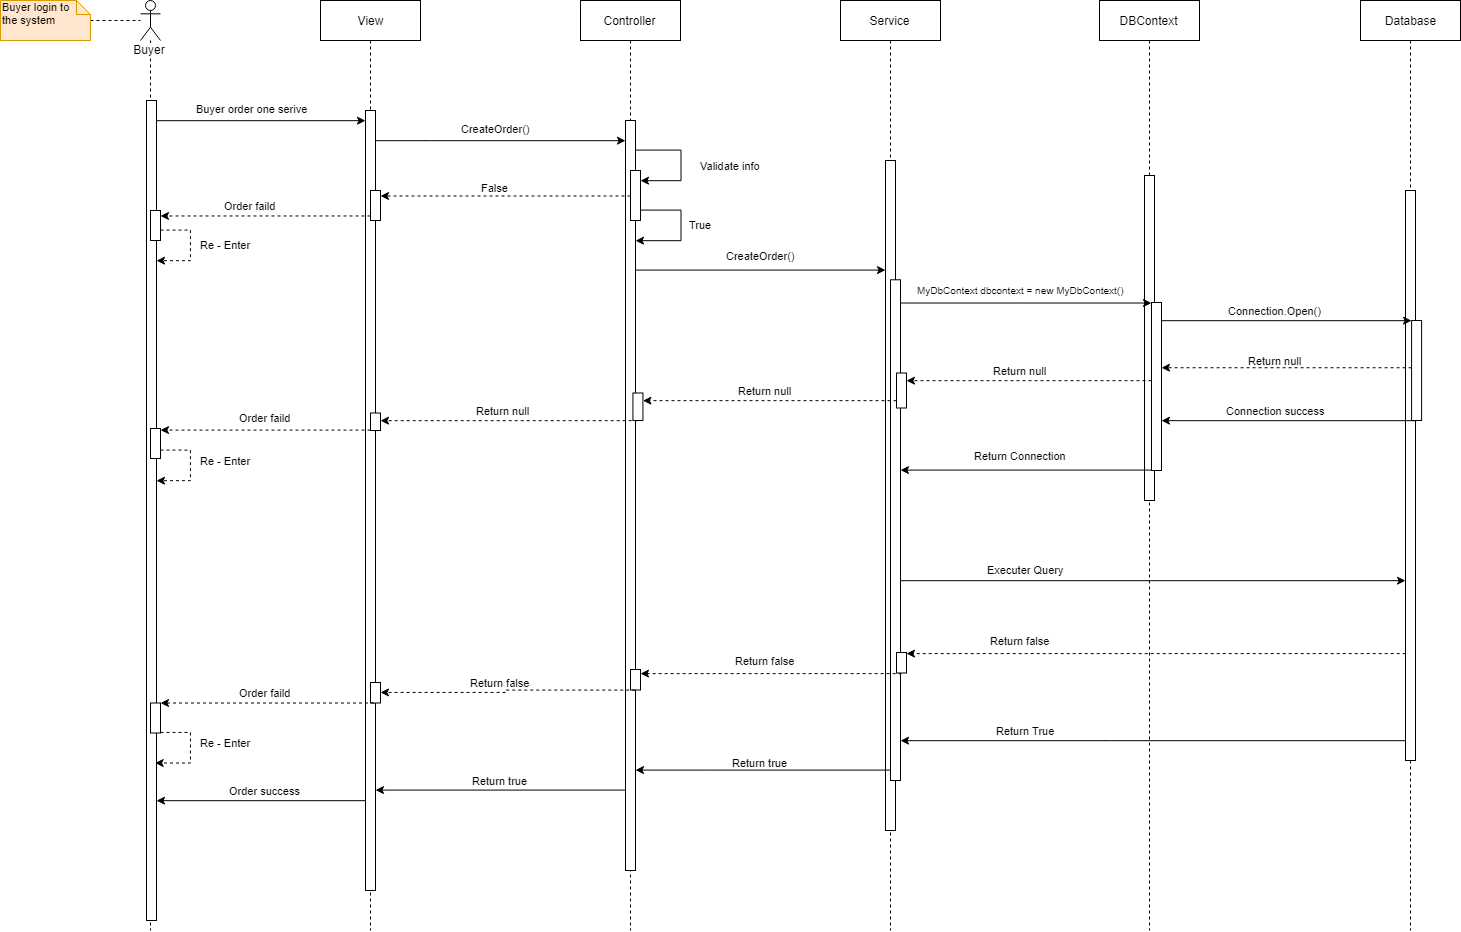 Buyer login to
the system
Buyer
View
Controller
Service
DBContext
Database
Buyer order one serive
CreateOrder()
Validate info
False
Order faild
True
Re - Enter
CreateOrder()
MyDbContext dbcontext = new MyDbContext()
Connection.Open()
Return null
Return null
Return null
Return null
Connection success
Order faild
Return Connection
Re - Enter
Executer Query
Return false
Return false
Return false
Order faild
Return True
Re - Enter
Return true
Return true
Order success